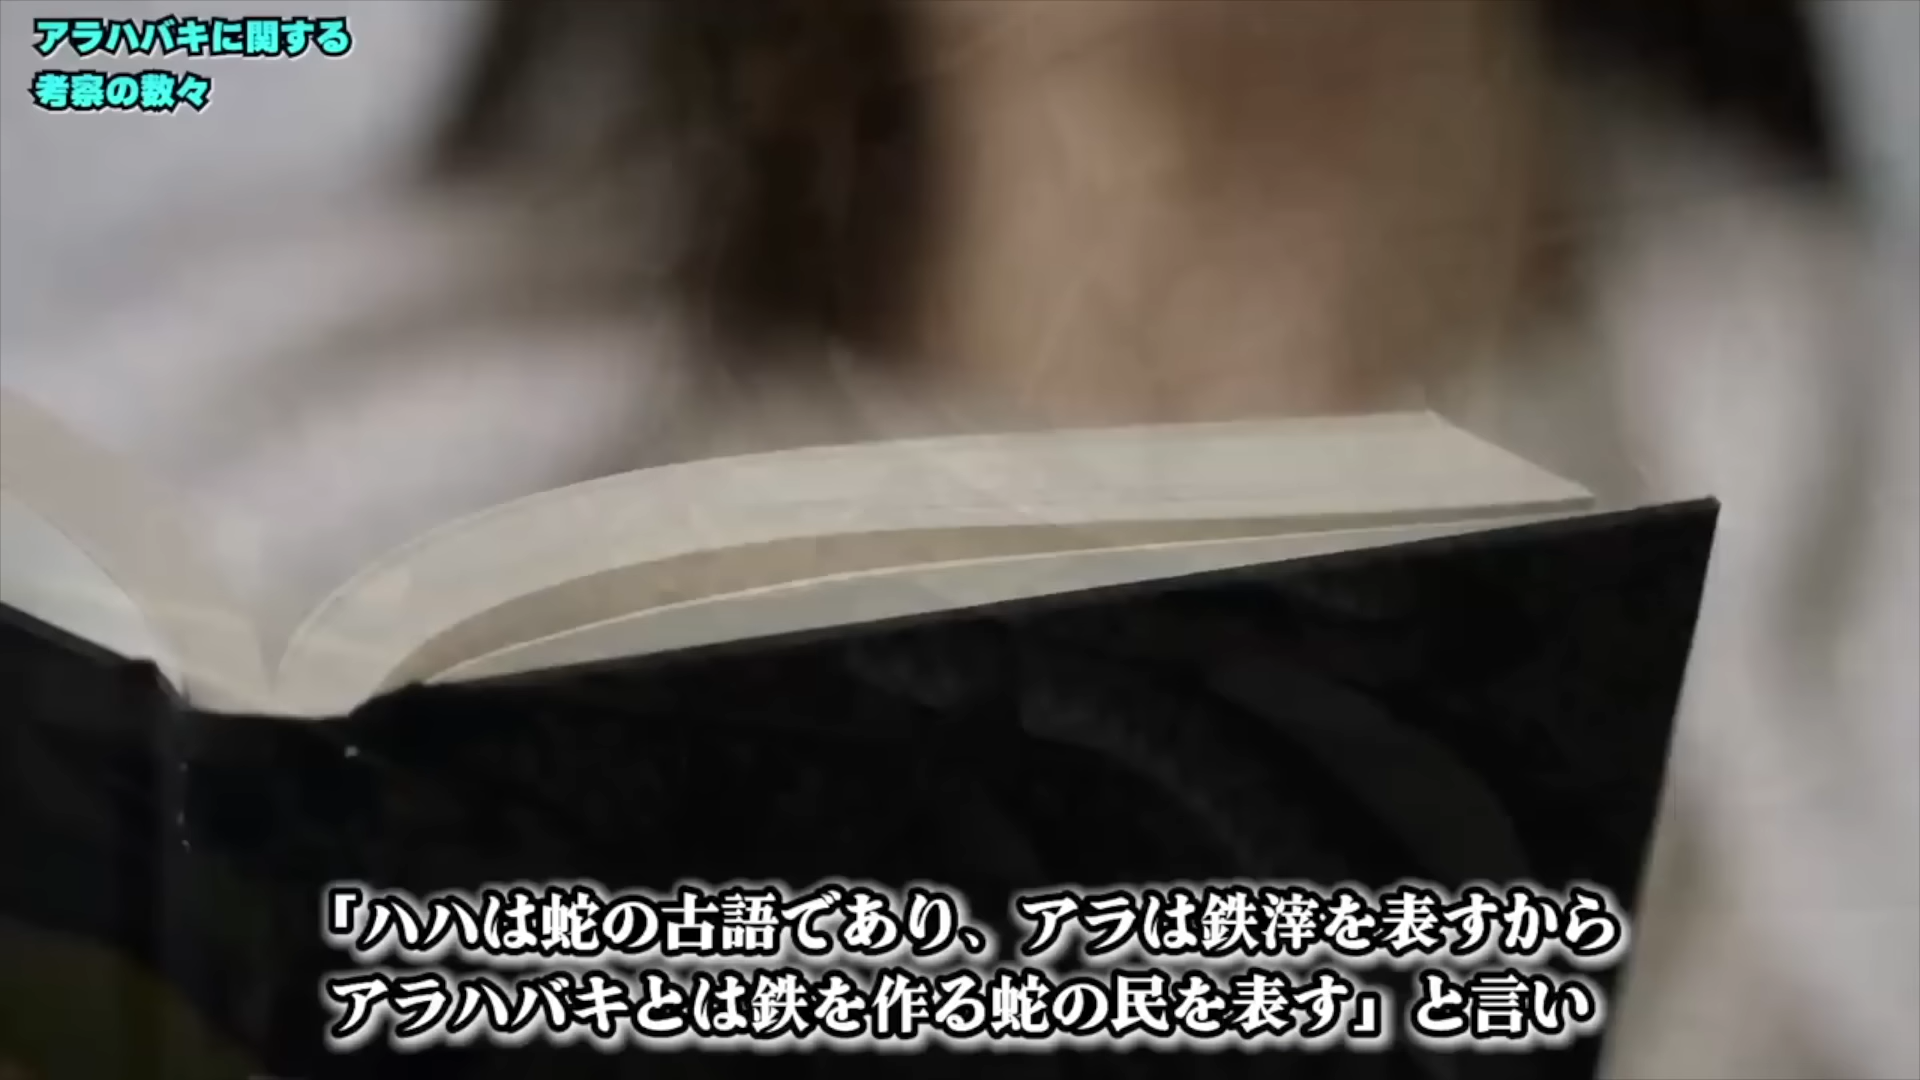 アラハバキに関する
考察の数々
「ハハは蛇の古語であり、アラは鉄滓を表すから
アラハバキとは鉄を作る蛇の民を表す」と言い